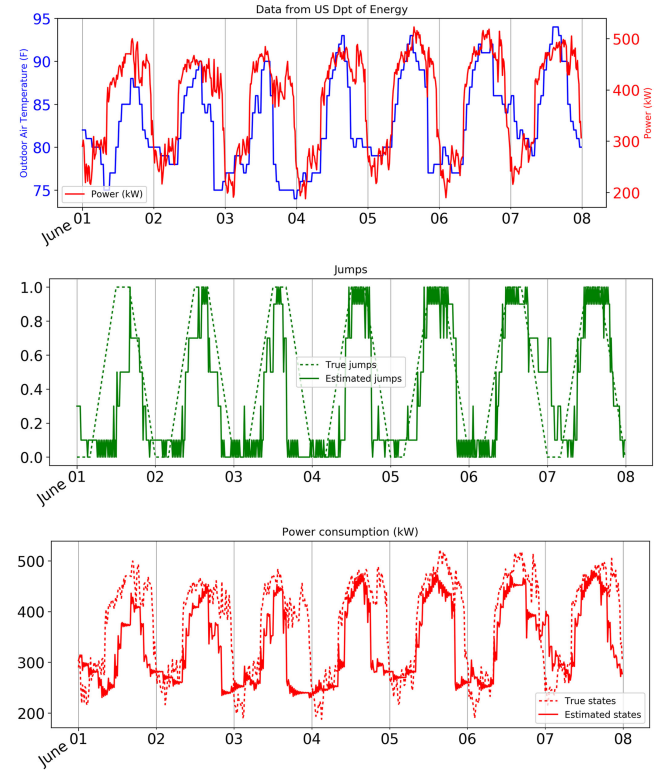 Data from US Dpt of Energy
Outdoor Air Temperature (F)
95
90
85
80
75
500
400
300
200
Power (kW)
Power (kW)
June 01 02 03 04 05 06 07 08
Jumps
1.0
0.8
0.6
0.4
0.2
0.0
True jumps
Estimated jumps
June 01 02 03 04 05 06 07 08
Power consumption (kW)
500
400
300
200
True states
Estimated states
June 01 02 03 04 05 06 07 08